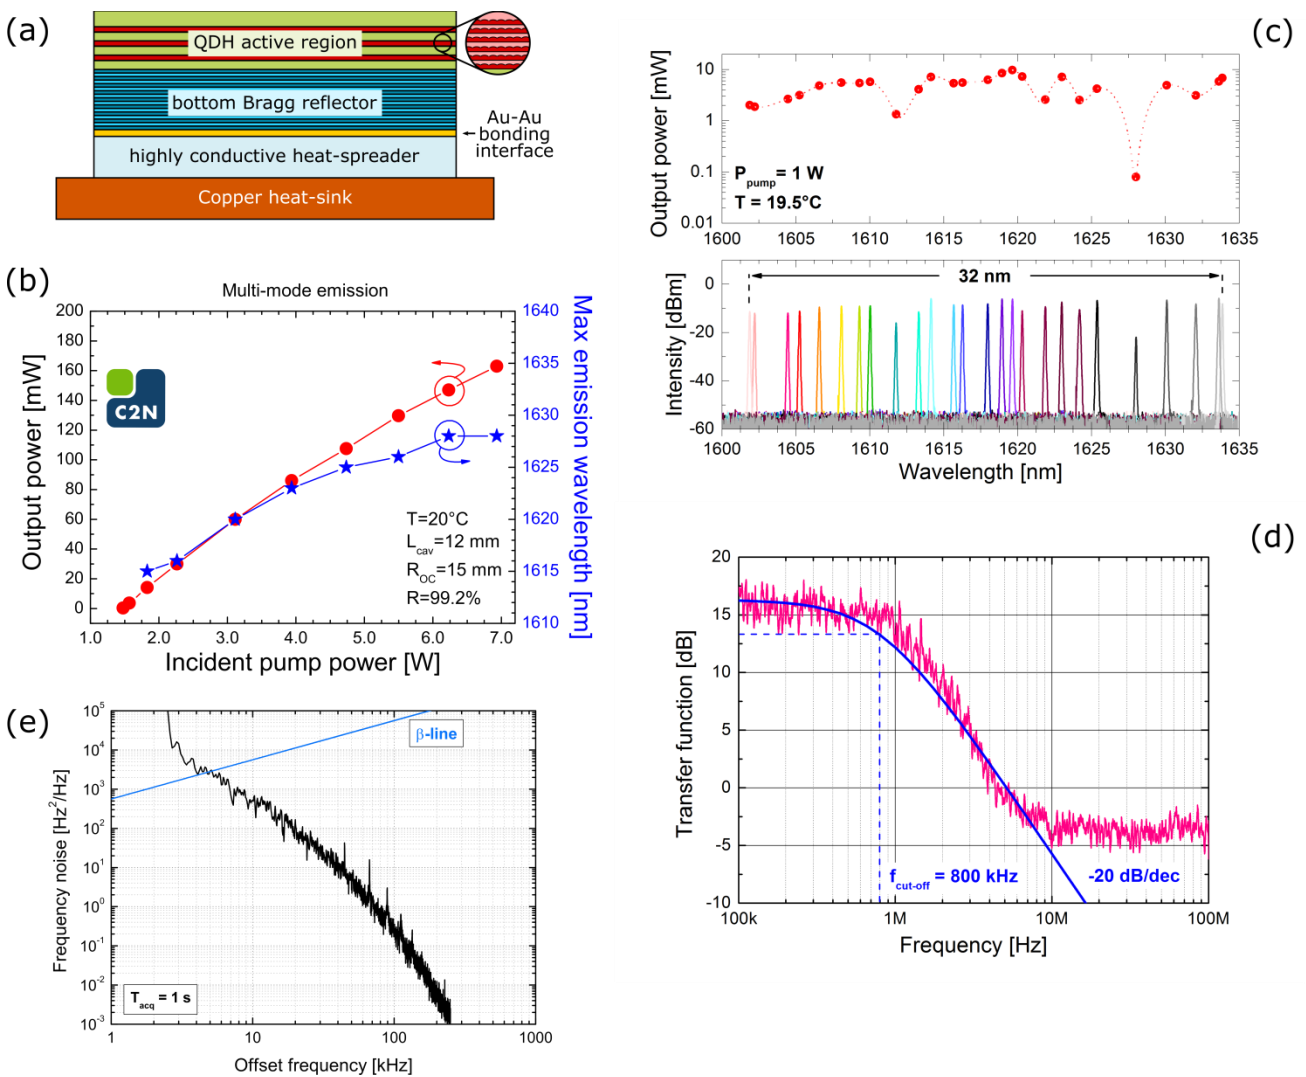 (a)
QDH active region
bottom Bragg reflector
Au-Au
bonding
interface
highly conductive heat-spreader
Copper heat-sink
(b)
Multi-mode emission
200
180
160
140
120
100
80
60
40
20
0
Output power [mW]
C2N
1640
1635
1630
1625
1620
1615
1610
Max emission wavelength [nm]
T=20°C
Lcav=12 mm
ROC=15 mm
R=99.2%
1.0 2.0 3.0 4.0 5.0 6.0 7.0
Incident pump power [W]
(c)
10
1
0.1
0.01
Output power [mW]
Ppump= 1 W
T = 19.5°C
1600 1605 1610 1615 1620 1625 1630 1635
32 nm
0
-20
-40
-60
Intensity [dBm]
1600 1605 1610 1615 1620 1625 1630 1635
Wavelength [nm]
(d)
20
15
10
5
0
-5
-10
Transfer function [dB]
fcut-off = 800 kHz
-20 dB/dec
100k 1M 10M 100M
Frequency [Hz]
(e)
10^5
10^4
10^3
10^2
10^1
10^0
10^-1
10^-2
10^-3
Frequency noise [Hz²/Hz]
β-line
Tacq = 1 s
1 10 100 1000
Offset frequency [kHz]